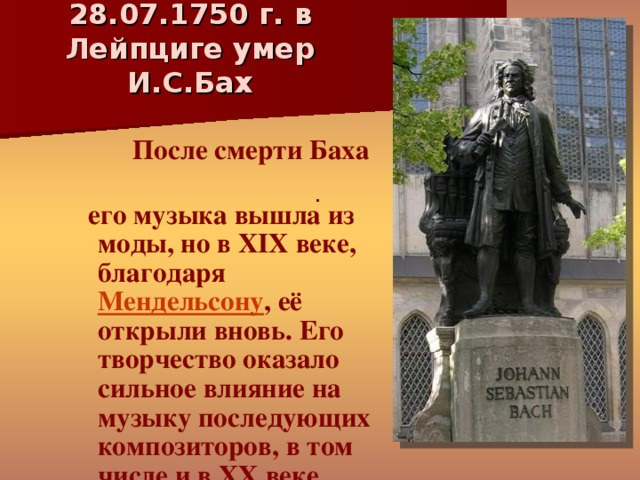 28.07.1750 г. в
Лейпциге умер
И.С.Бах
После смерти Баха
.
его музыка вышла из
моды, но в XIX веке,
благодаря
Мендельсону, её
открыли вновь. Его
творчество оказало
сильное влияние на
музыку последующих
композиторов, в том
числе и в XX веке
JOHANN
SEBASTIAN
BACH